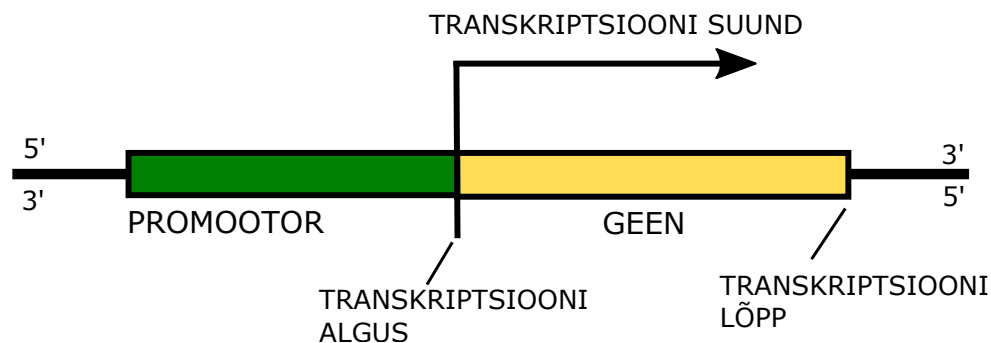 TRANSKRIPTSIOONI SUUND
5'
3'
3'
5'
PROMOOTOR
GEEN
TRANSKRIPTSIOONI
ALGUS
TRANSKRIPTSIOONI
LÕPP